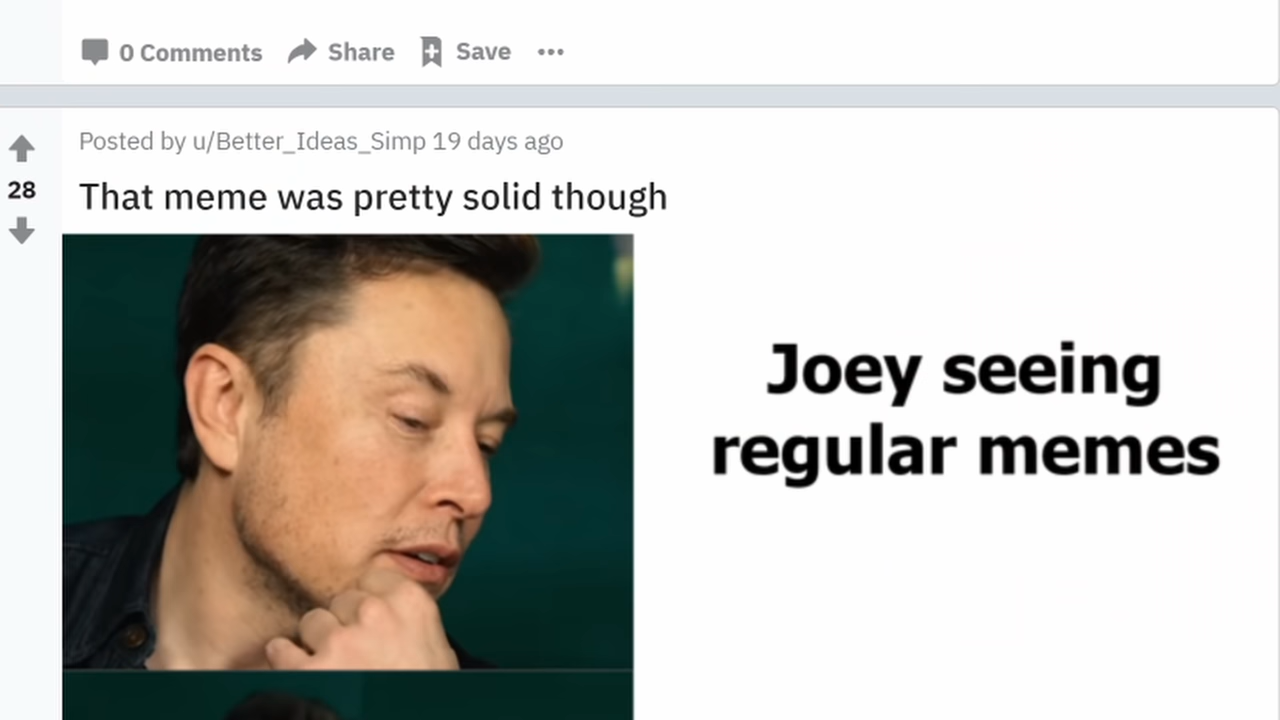 0 Comments Share Save
Posted by u/Better_Ideas_Simp 19 days ago
28
That meme was pretty solid though
Joey seeing
regular memes